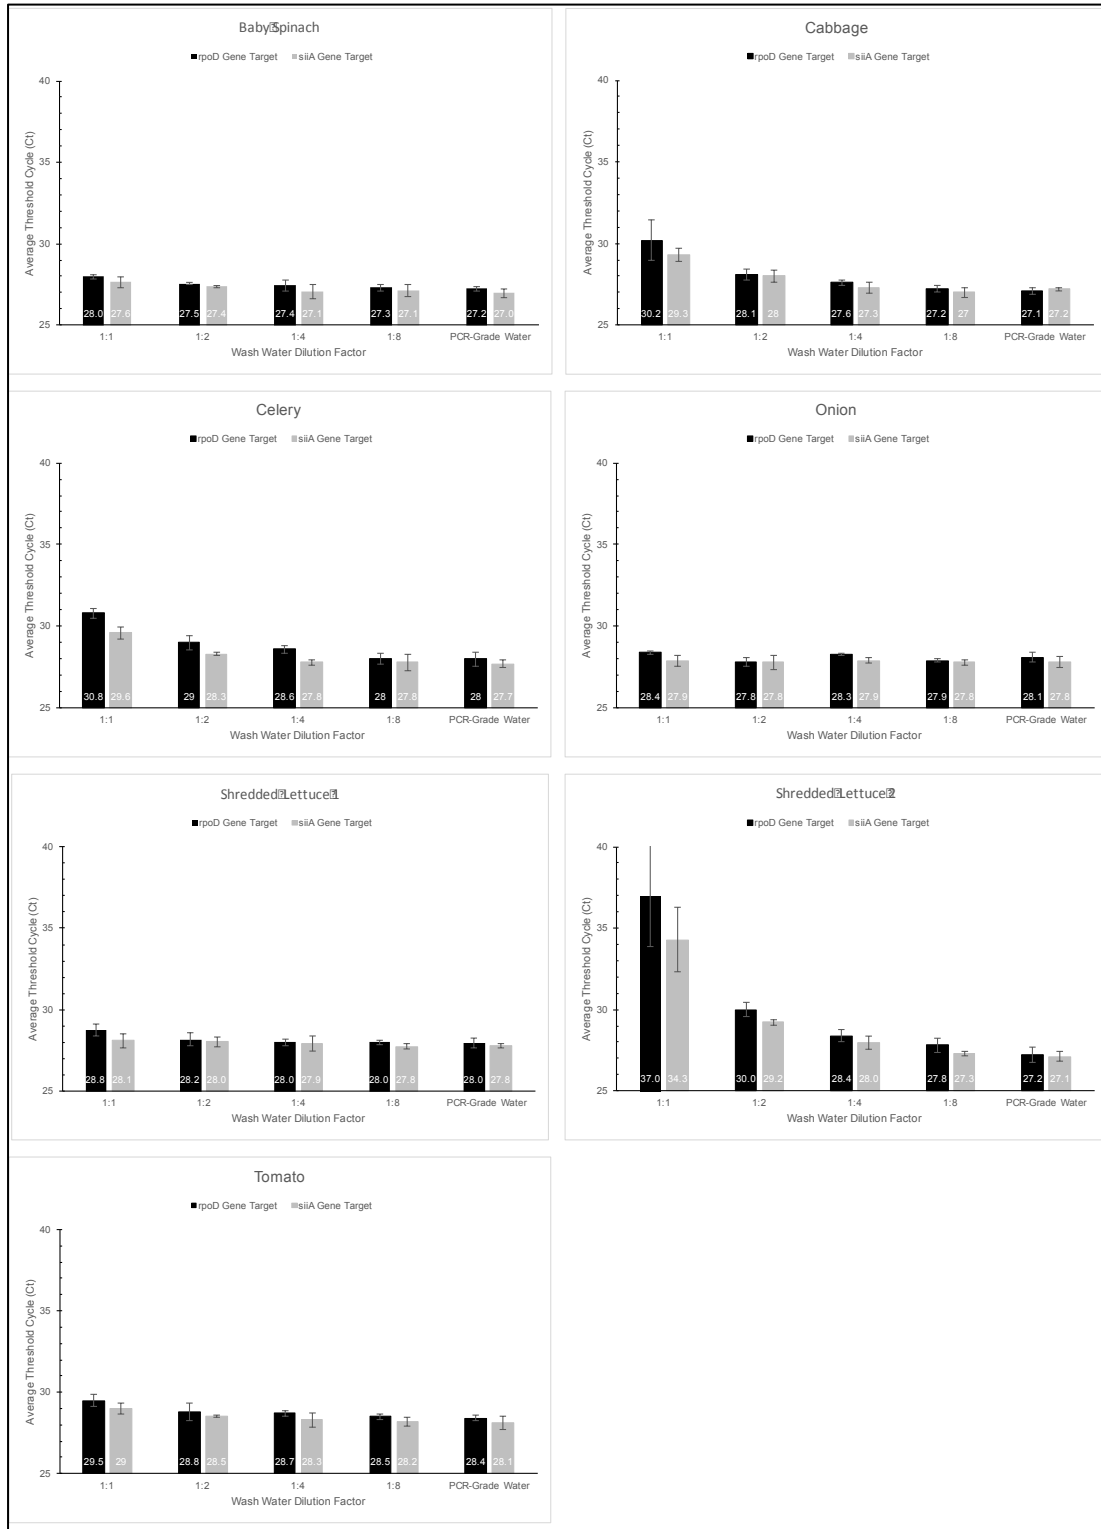 Baby Spinach
rpoD Gene Target siiA Gene Target
Average Threshold Cycle (Ct)
40
35
30
25
28.0 27.6 27.5 27.4 27.4 27.1 27.3 27.1 27.2 27.0
1:1 1:2 1:4 1:8 PCR-Grade Water
Wash Water Dilution Factor
Cabbage
rpoD Gene Target siiA Gene Target
Average Threshold Cycle (Ct)
40
35
30
25
30.2 29.3 28.1 28 27.6 27.3 27.2 27 27.1 27.2
1:1 1:2 1:4 1:8 PCR-Grade Water
Wash Water Dilution Factor
Celery
rpoD Gene Target siiA Gene Target
Average Threshold Cycle (Ct)
40
35
30
25
30.8 29.6 29 28.3 28.6 27.8 28 27.8 28 27.7
1:1 1:2 1:4 1:8 PCR-Grade Water
Wash Water Dilution Factor
Onion
rpoD Gene Target siiA Gene Target
Average Threshold Cycle (Ct)
40
35
30
25
28.4 27.9 27.8 27.8 28.3 27.9 27.9 27.8 28.1 27.8
1:1 1:2 1:4 1:8 PCR-Grade Water
Wash Water Dilution Factor
Shredded Lettuce 1
rpoD Gene Target siiA Gene Target
Average Threshold Cycle (Ct)
40
35
30
25
28.8 28.1 28.2 28.0 28.0 27.9 28.0 27.8 28.0 27.8
1:1 1:2 1:4 1:8 PCR-Grade Water
Wash Water Dilution Factor
Shredded Lettuce 2
rpoD Gene Target siiA Gene Target
Average Threshold Cycle (Ct)
40
35
30
25
37.0 34.3 30.0 29.2 28.4 28.0 27.8 27.3 27.2 27.1
1:1 1:2 1:4 1:8 PCR-Grade Water
Wash Water Dilution Factor
Tomato
rpoD Gene Target siiA Gene Target
Average Threshold Cycle (Ct)
40
35
30
25
29.5 29 28.8 28.5 28.7 28.3 28.5 28.2 28.4 28.1
1:1 1:2 1:4 1:8 PCR-Grade Water
Wash Water Dilution Factor